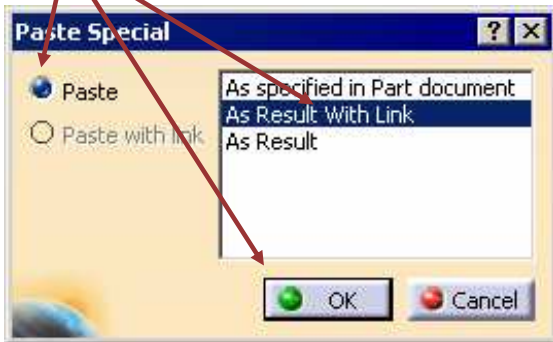 Paste Special
? X
Paste
As specified in Part document
As Result With Link
Paste with link
As Result
OK
Cancel